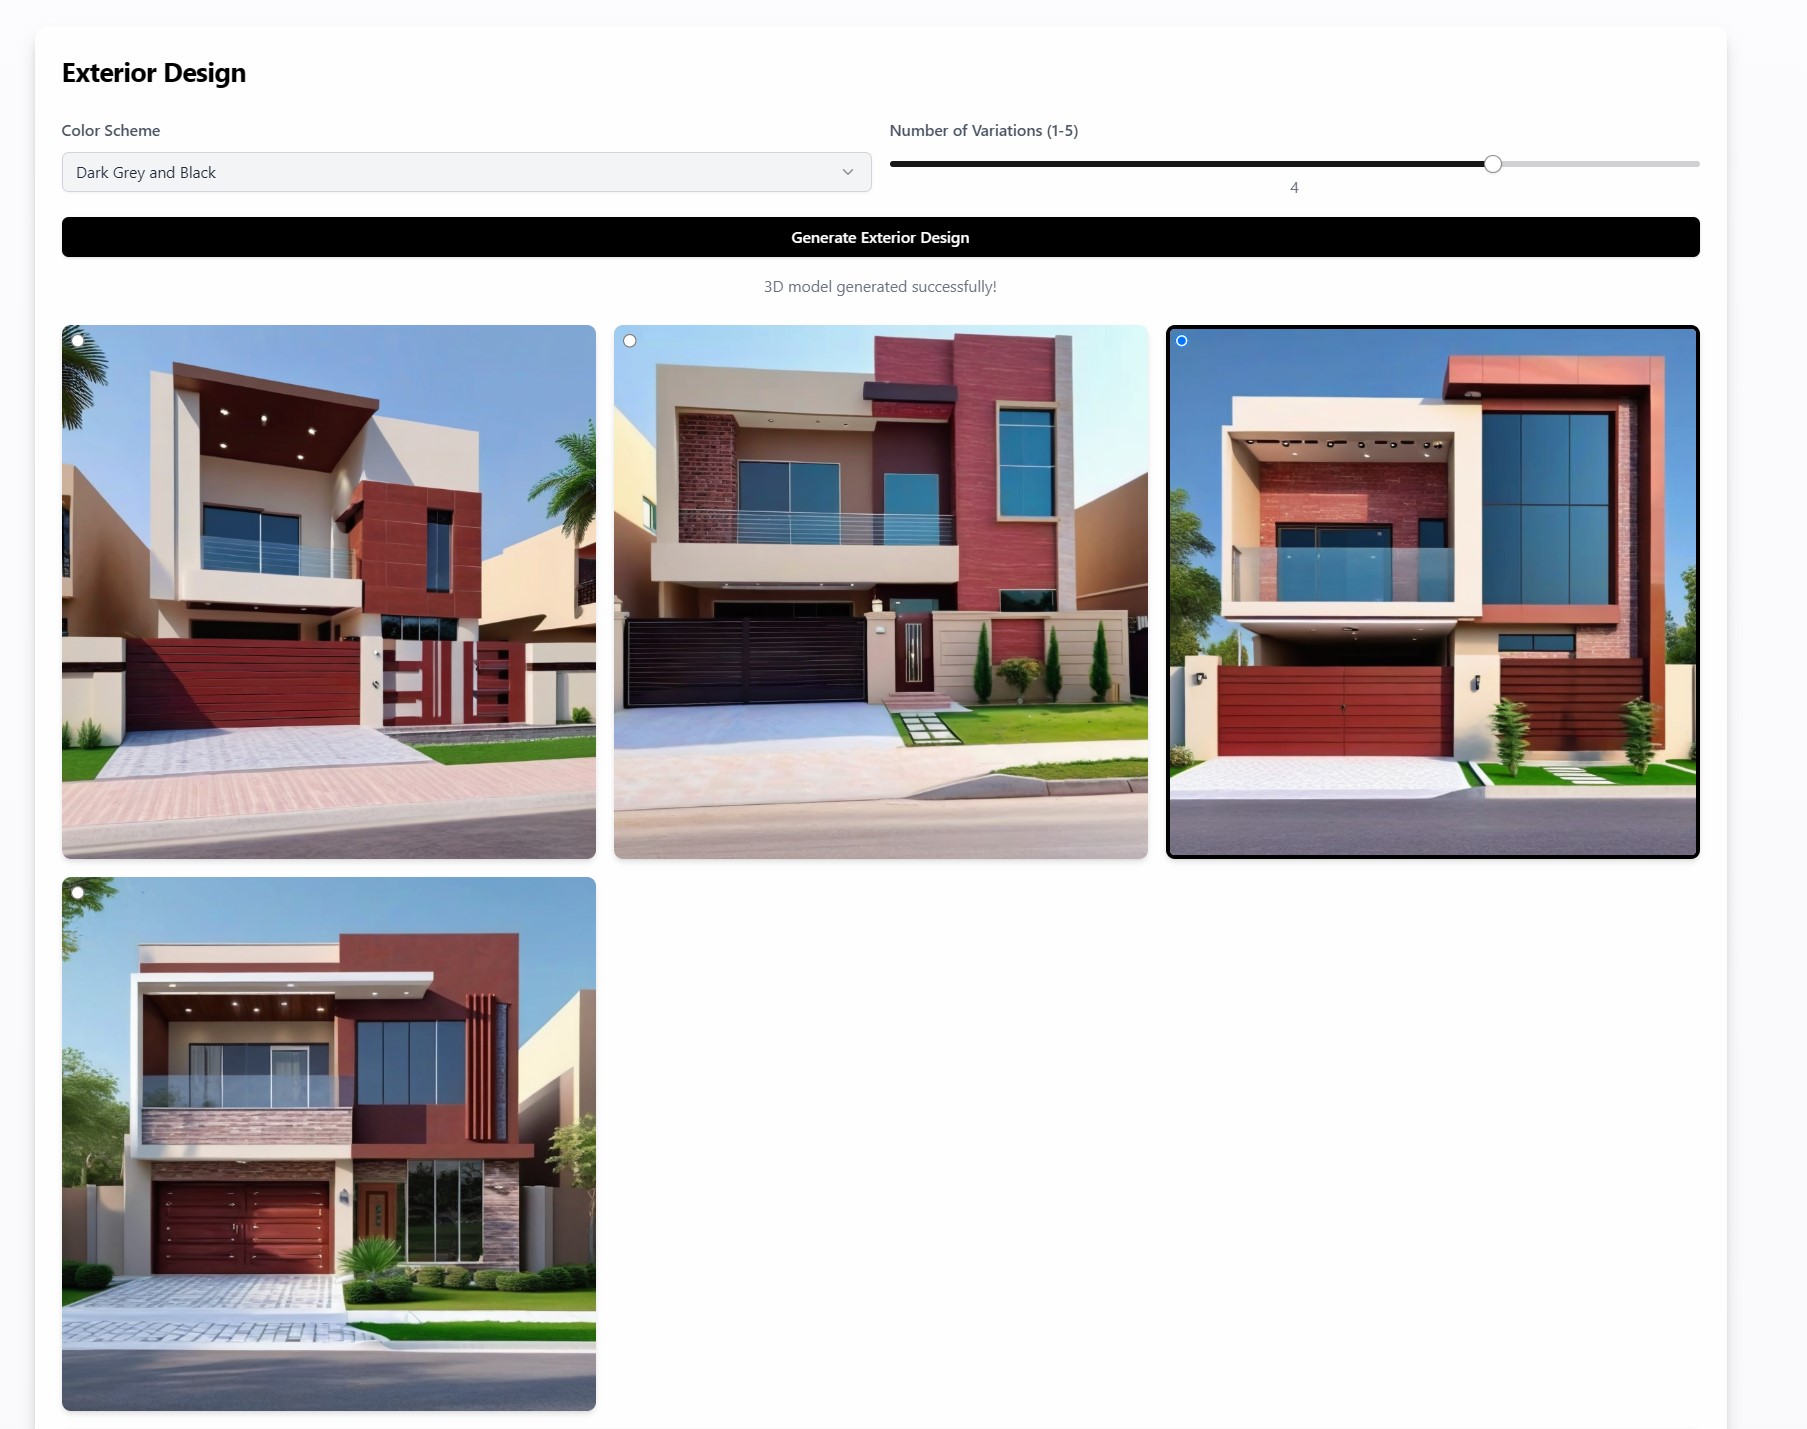 Exterior Design
Color Scheme
Number of Variations (1-5)
Dark Grey and Black
4
Generate Exterior Design
3D model generated successfully!